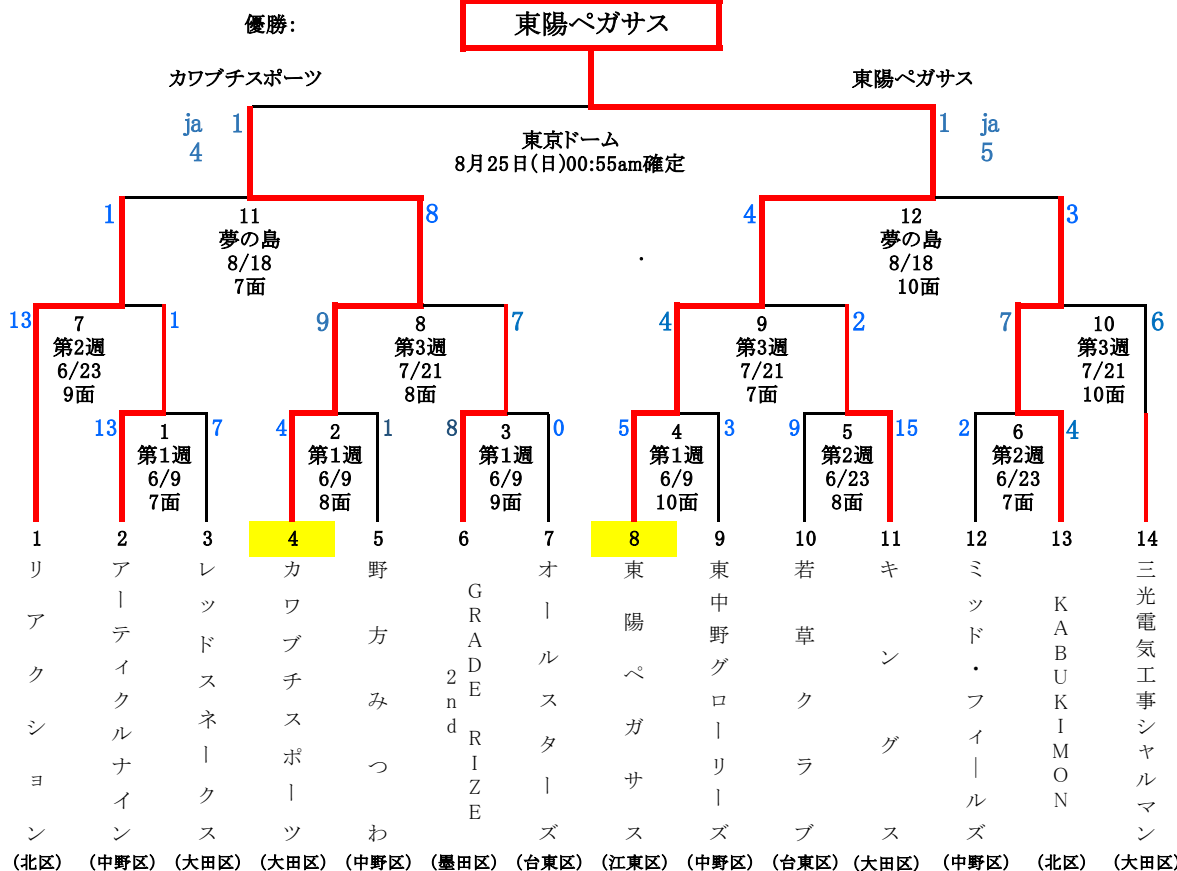 優勝：
東陽ペガサス
カワブチスポーツ
東陽ペガサス
ja 1
4
1 ja
5
東京ドーム
8月25日(日)00:55am確定
1
11
夢の島
8/18
7面
8
4
12
夢の島
8/18
10面
3
13
7
第2週
6/23
9面
1
9
8
第3週
7/21
8面
7
4
9
第3週
7/21
7面
2
7
10
第3週
7/21
10面
6
13
1
第1週
6/9
7面
7
4
2
第1週
6/9
8面
1
8
3
第1週
6/9
9面
0
5
4
第1週
6/9
10面
3
9
5
第2週
6/23
8面
15
2
6
第2週
6/23
7面
4
1
リアクション
(北区)
2
アーティクルナイン
(中野区)
3
レッドスネークス
(大田区)
4
カワブチスポーツ
(大田区)
5
野方みつわ
(中野区)
6
GRADE RIZE
2nd
(墨田区)
7
オールスターズ
(台東区)
8
東陽ペガサス
(江東区)
9
東中野グローリーズ
(中野区)
10
若草クラブ
(台東区)
11
キングス
(大田区)
12
ミッド・フィールズ
(中野区)
13
KABUKIMON
(北区)
14
三光電気工事シャルマン
(大田区)